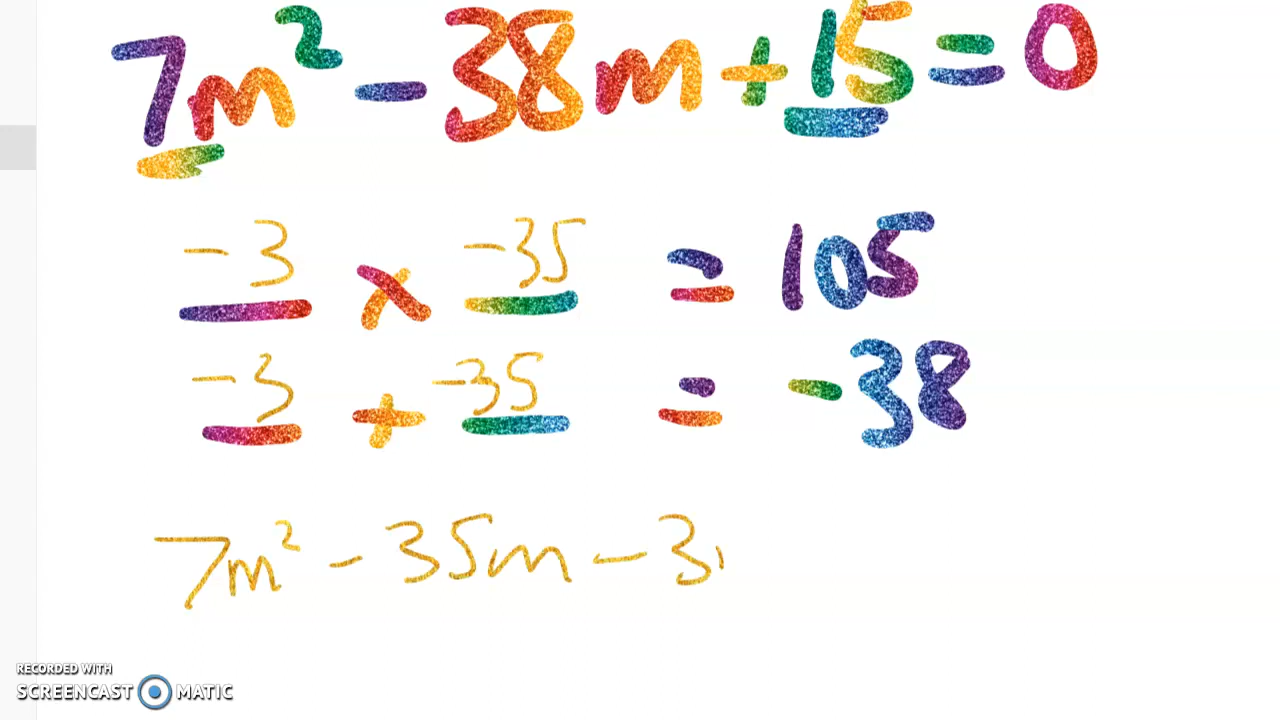 7m² - 38m + 15 = 0
-3 × -35 = 105
-3 + -35 = -38
7m² - 35m - 3
RECORDED WITH
SCREENCAST MATIC